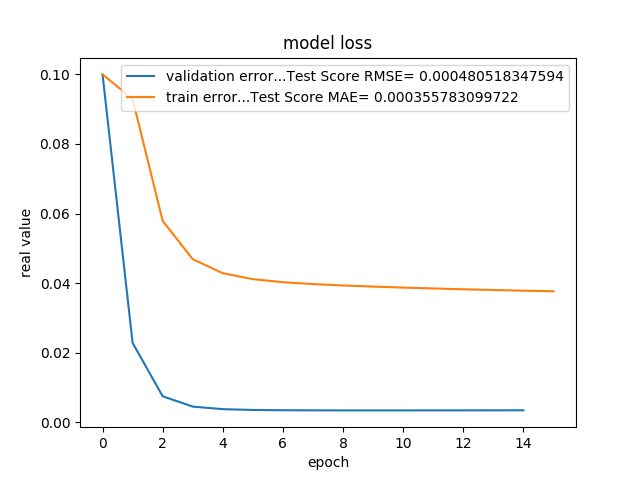 model loss
validation error...Test Score RMSE= 0.000480518347594
train error...Test Score MAE= 0.000355783099722
0.10
0.08
0.06
0.04
0.02
0.00
real value
0 2 4 6 8 10 12 14
epoch